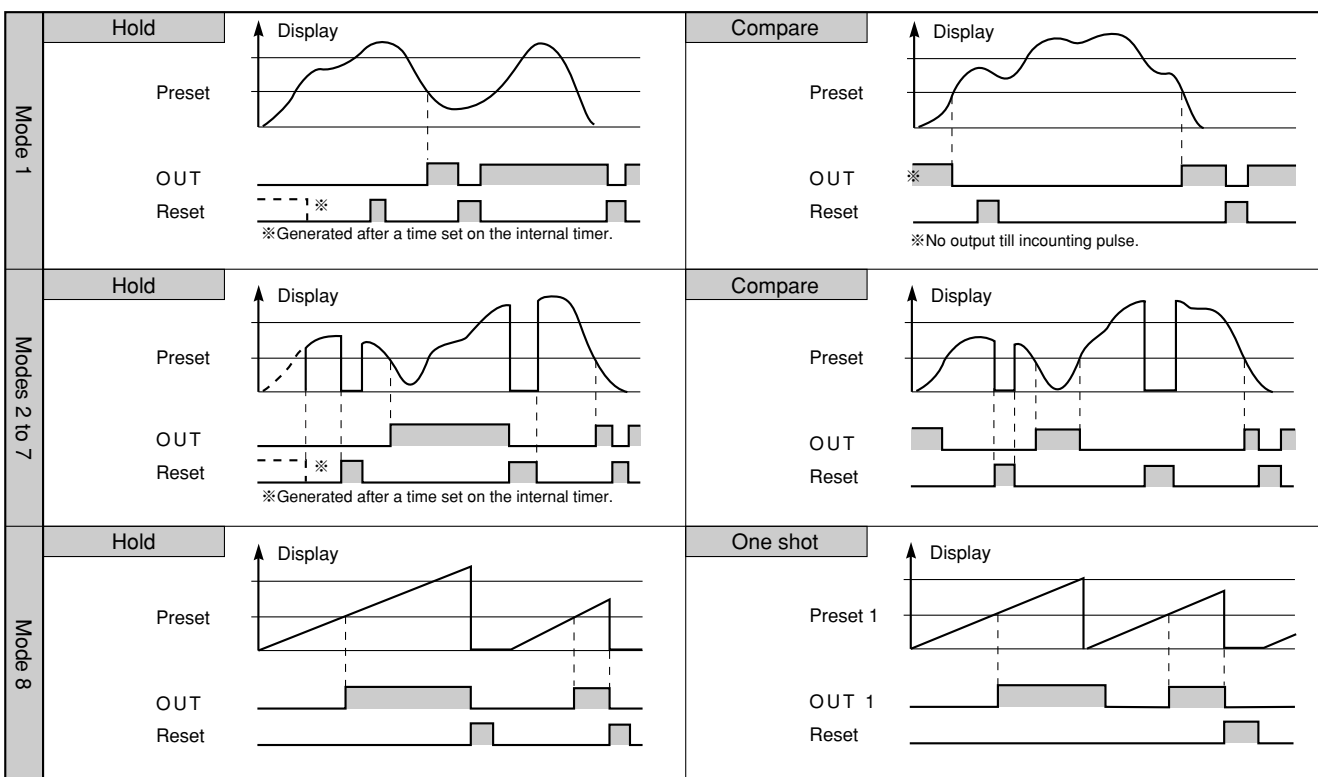 Mode 1
Hold
Display
Preset
OUT
※
Reset
※Generated after a time set on the internal timer.
Compare
Display
Preset
OUT
※
Reset
※No output till incounting pulse.
Modes 2 to 7
Hold
Display
Preset
OUT
Reset
※
※Generated after a time set on the internal timer.
Compare
Display
Preset
OUT
Reset
Mode 8
Hold
Display
Preset
OUT
Reset
One shot
Display
Preset 1
OUT 1
Reset